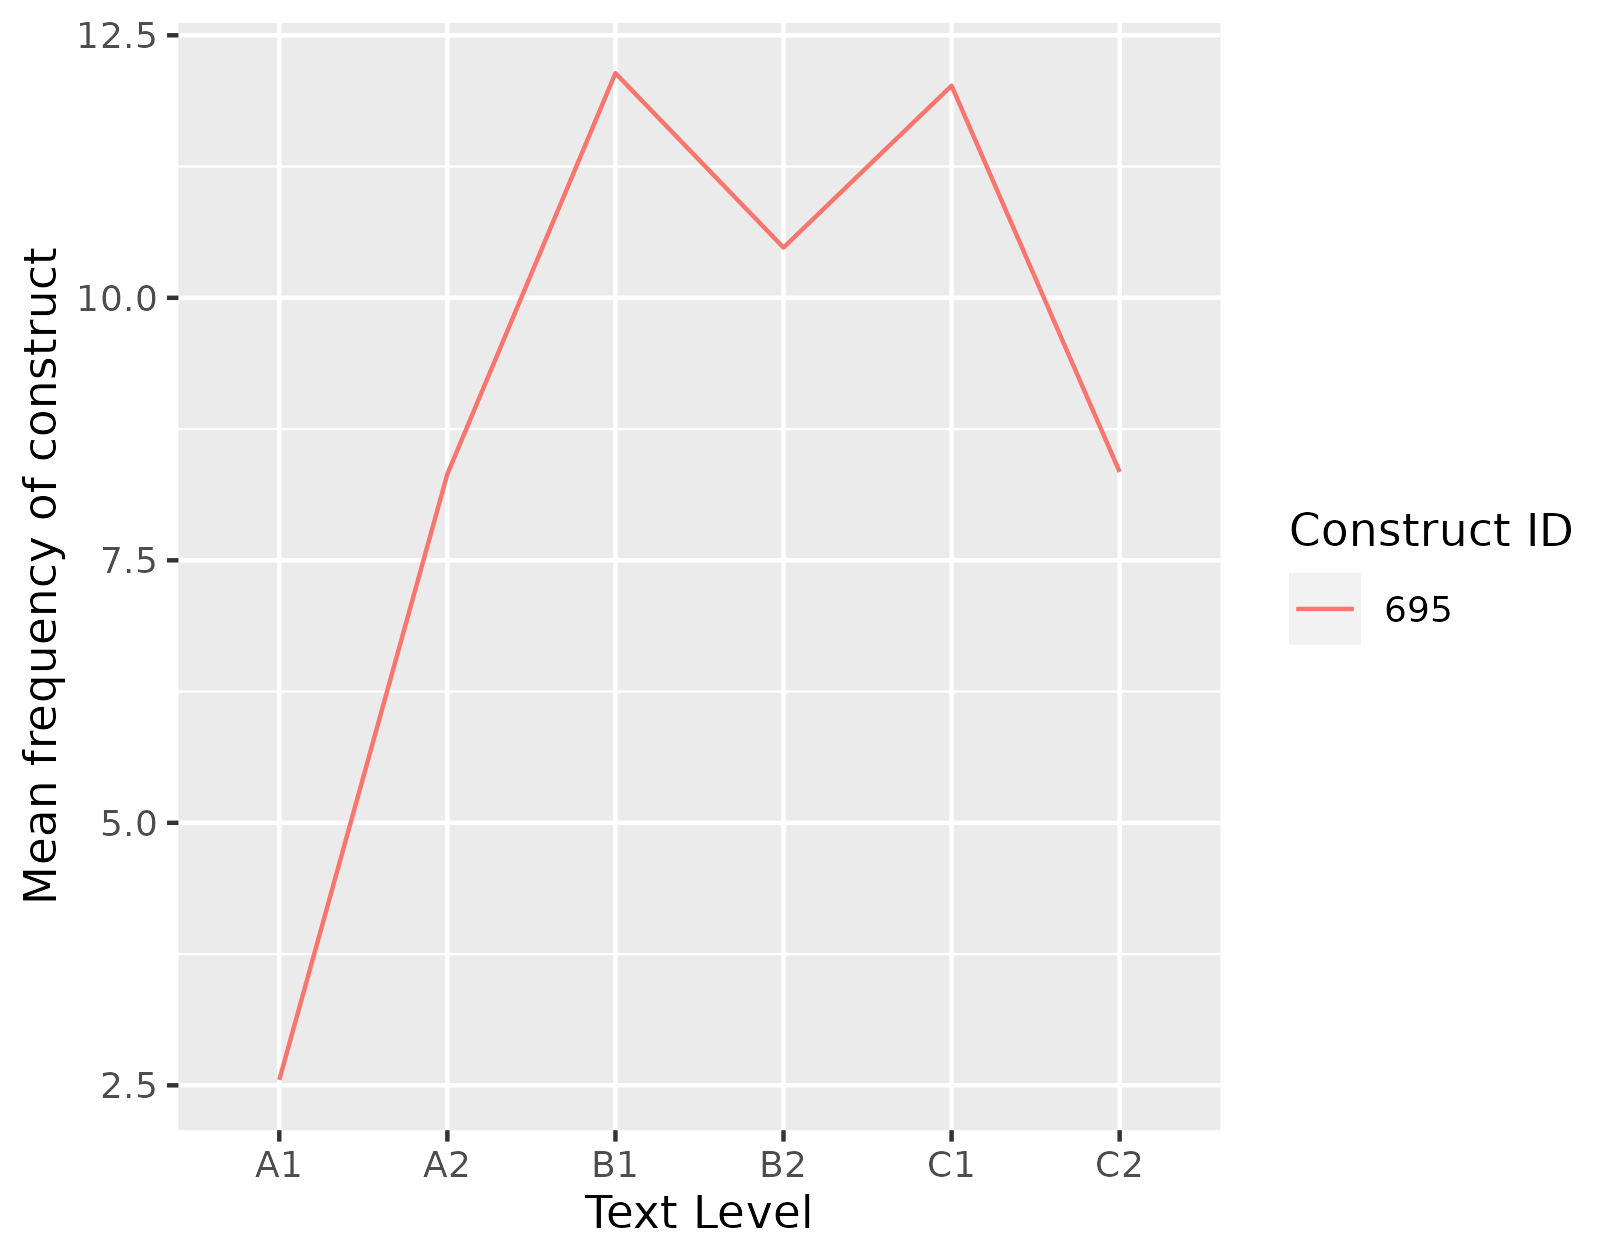 12.5
10.0
7.5
5.0
2.5
Mean frequency of construct
A1 A2 B1 B2 C1 C2
Text Level
Construct ID
695